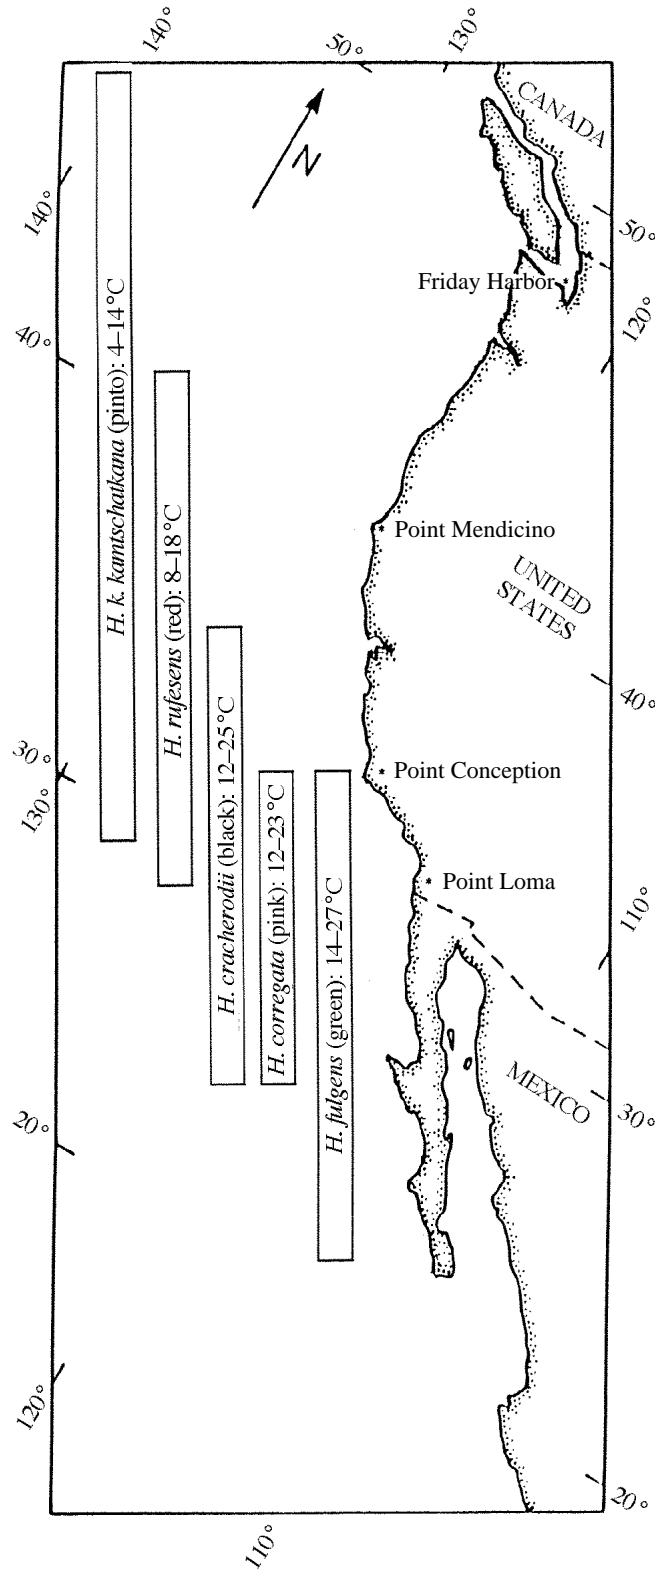 140°
50°
130°
CANADA
N
140°
50°
Friday Harbor
120°
40°
H. k. kamtschatkana (pinto): 4–14°C
H. rufesens (red): 8–18°C
Point Mendicino
UNITED
STATES
40°
H. cracherodii (black): 12–25°C
30°
130°
Point Conception
H. corregata (pink): 12–23°C
H. fulgens (green): 14–27°C
Point Loma
110°
MEXICO
30°
20°
120°
20°
110°